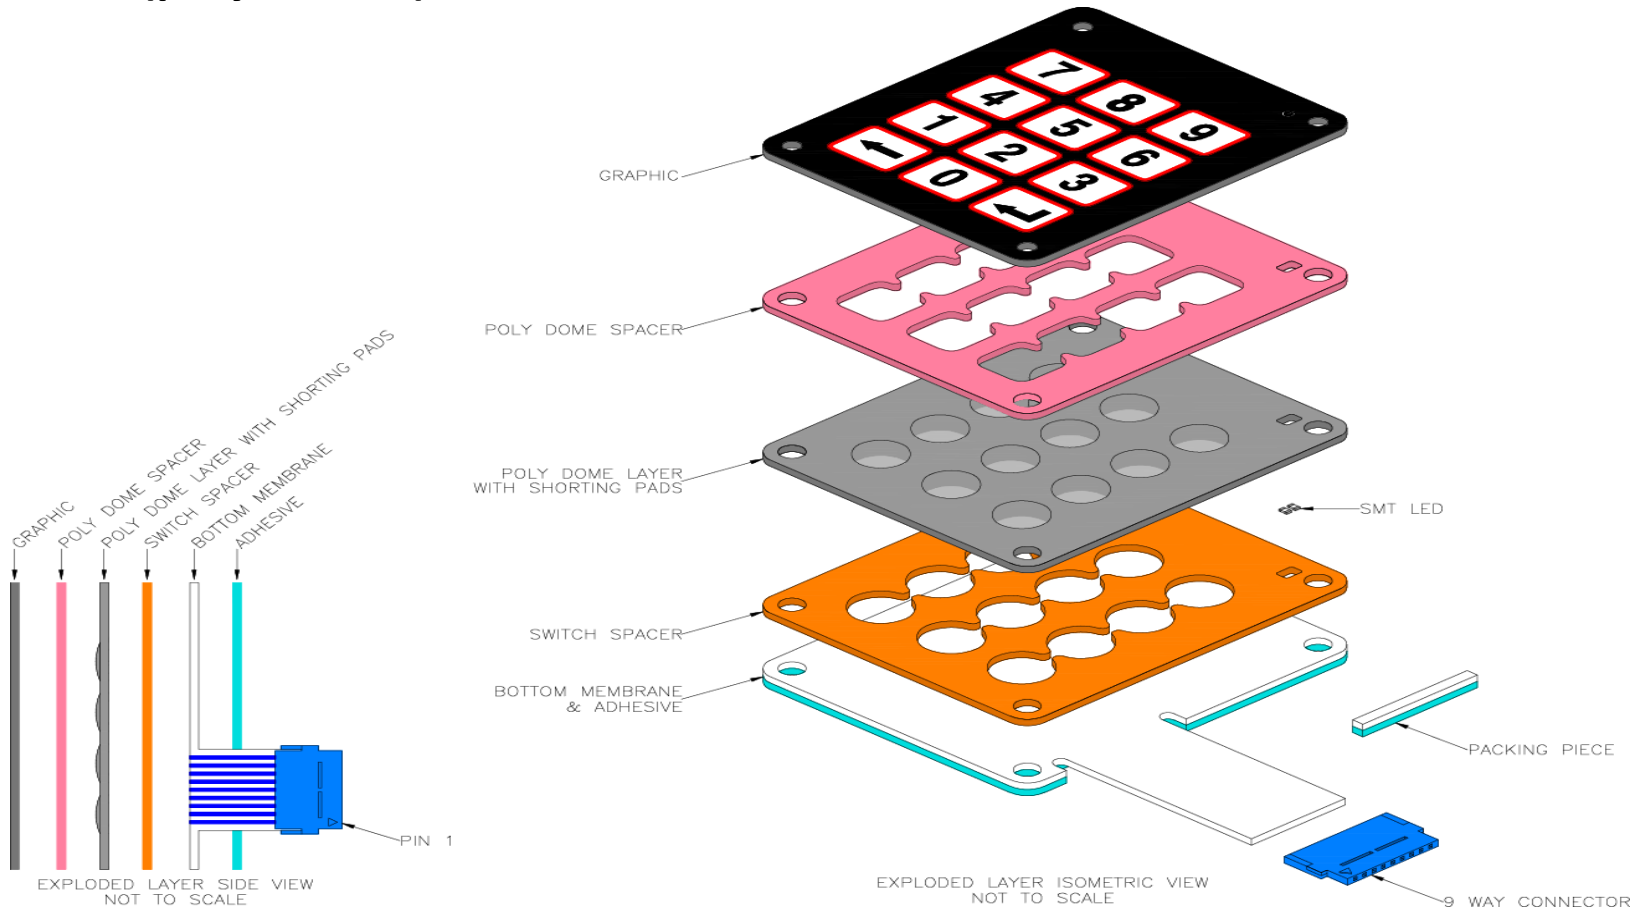 7
4 8
1 5 9
2 6
0 3
GRAPHIC
POLY DOME SPACER
POLY DOME LAYER
WITH SHORTING PADS
SMT LED
SWITCH SPACER
BOTTOM MEMBRANE
& ADHESIVE
PACKING PIECE
9 WAY CONNECTOR
EXPLODED LAYER ISOMETRIC VIEW
NOT TO SCALE
GRAPHIC
POLY DOME SPACER
POLY DOME LAYER WITH SHORTING PADS
SWITCH SPACER
BOTTOM MEMBRANE
ADHESIVE
PIN 1
EXPLODED LAYER SIDE VIEW
NOT TO SCALE